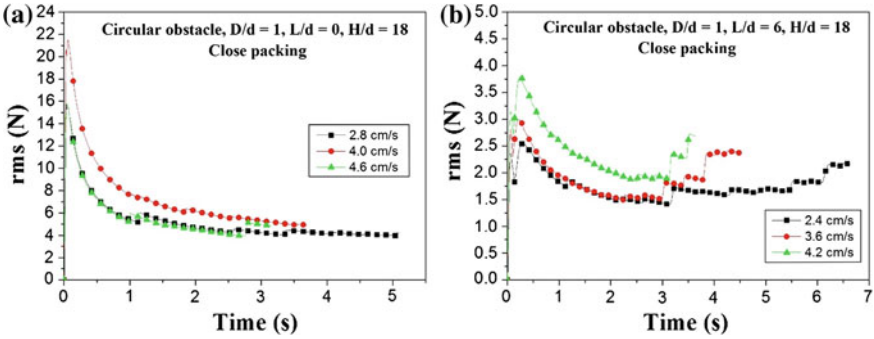 (a)
Circular obstacle, D/d = 1, L/d = 0, H/d = 18
Close packing
rms (N)
24
22
20
18
16
14
12
10
8
6
4
2
0
2.8 cm/s
4.0 cm/s
4.6 cm/s
0 1 2 3 4 5
Time (s)
(b)
Circular obstacle, D/d = 1, L/d = 6, H/d = 18
Close packing
rms (N)
5.0
4.5
4.0
3.5
3.0
2.5
2.0
1.5
1.0
0.5
0.0
2.4 cm/s
3.6 cm/s
4.2 cm/s
0 1 2 3 4 5 6 7
Time (s)